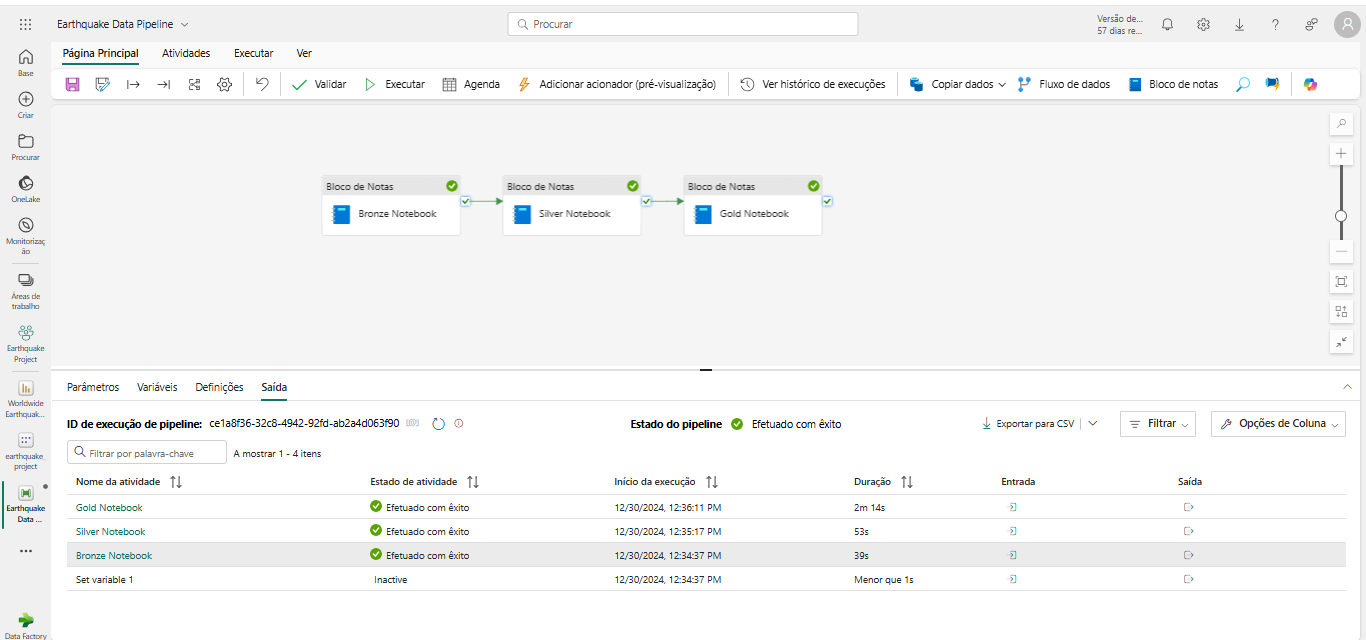 Earthquake Data Pipeline
Procurar
Versão de...
57 dias re...
Base
Criar
Procurar
OneLake
Monitorizaç
ão
Áreas de
trabalho
Earthquake
Project
Worldwide
Earthquak...
earthquake_
project
Earthquake
Data ...
Data Factory
Página Principal
Atividades
Executar
Ver
Validar
Executar
Agenda
Adicionar acionador (pré-visualização)
Ver histórico de execuções
Copiar dados
Fluxo de dados
Bloco de notas
Bloco de Notas
Bronze Notebook
Bloco de Notas
Silver Notebook
Bloco de Notas
Gold Notebook
Parâmetros
Variáveis
Definições
Saída
ID de execução de pipeline: ce1a8f36-32c8-4942-92fd-ab2a4d063f90
Estado do pipeline Efetuado com êxito
Exportar para CSV
Filtrar
Opções de Coluna
Filtrar por palavra-chave
A mostrar 1 - 4 itens
Nome da atividade Estado de atividade Início da execução Duração Entrada Saída
Gold Notebook Efetuado com êxito 12/30/2024, 12:36:11 PM 2m 14s
Silver Notebook Efetuado com êxito 12/30/2024, 12:35:17 PM 53s
Bronze Notebook Efetuado com êxito 12/30/2024, 12:34:37 PM 39s
Set variable 1 Inactive 12/30/2024, 12:34:37 PM Menor que 1s